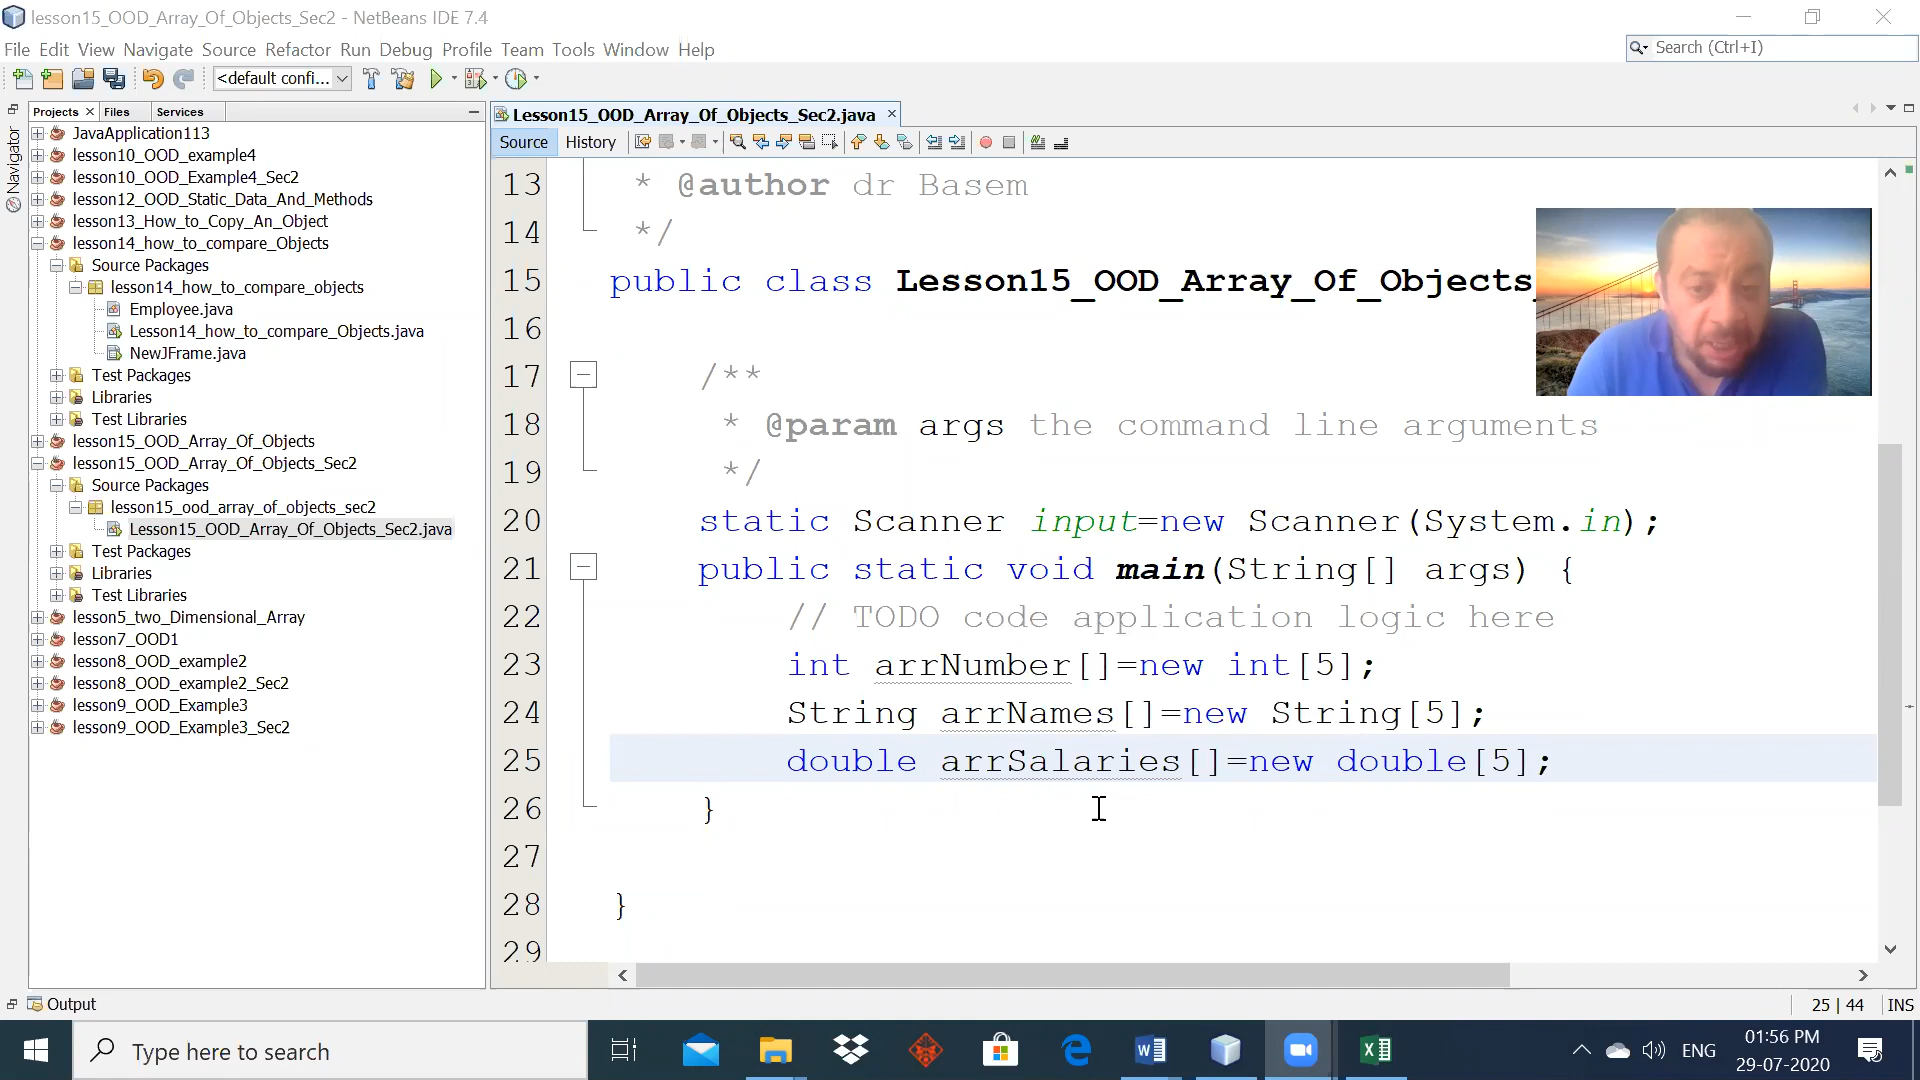 lesson15_OOD_Array_Of_Objects_Sec2 - NetBeans IDE 7.4
File Edit View Navigate Source Refactor Run Debug Profile Team Tools Window Help
Search (Ctrl+I)
<default confi...
Projects Files Services
Navigator
JavaApplication113
lesson10_OOD_example4
lesson10_OOD_Example4_Sec2
lesson12_OOD_Static_Data_And_Methods
lesson13_How_to_Copy_An_Object
lesson14_how_to_compare_Objects
Source Packages
lesson14_how_to_compare_objects
Employee.java
Lesson14_how_to_compare_Objects.java
NewJFrame.java
Test Packages
Libraries
Test Libraries
lesson15_OOD_Array_Of_Objects
lesson15_OOD_Array_Of_Objects_Sec2
Source Packages
lesson15_ood_array_of_objects_sec2
Lesson15_OOD_Array_Of_Objects_Sec2.java
Test Packages
Libraries
Test Libraries
lesson5_two_Dimensional_Array
lesson7_OOD1
lesson8_OOD_example2
lesson8_OOD_example2_Sec2
lesson9_OOD_Example3
lesson9_OOD_Example3_Sec2
Lesson15_OOD_Array_Of_Objects_Sec2.java
Source History
13 * @author dr Basem
14 */
15 public class Lesson15_OOD_Array_Of_Objects_
16
17 /**
18 * @param args the command line arguments
19 */
20 static Scanner input=new Scanner(System.in);
21 public static void main(String[] args) {
22 // TODO code application logic here
23 int arrNumber[]=new int[5];
24 String arrNames[]=new String[5];
25 double arrSalaries[]=new double[5];
26 }
27
28 }
29
Output
25 | 44 INS
Type here to search
ENG
01:56 PM
29-07-2020